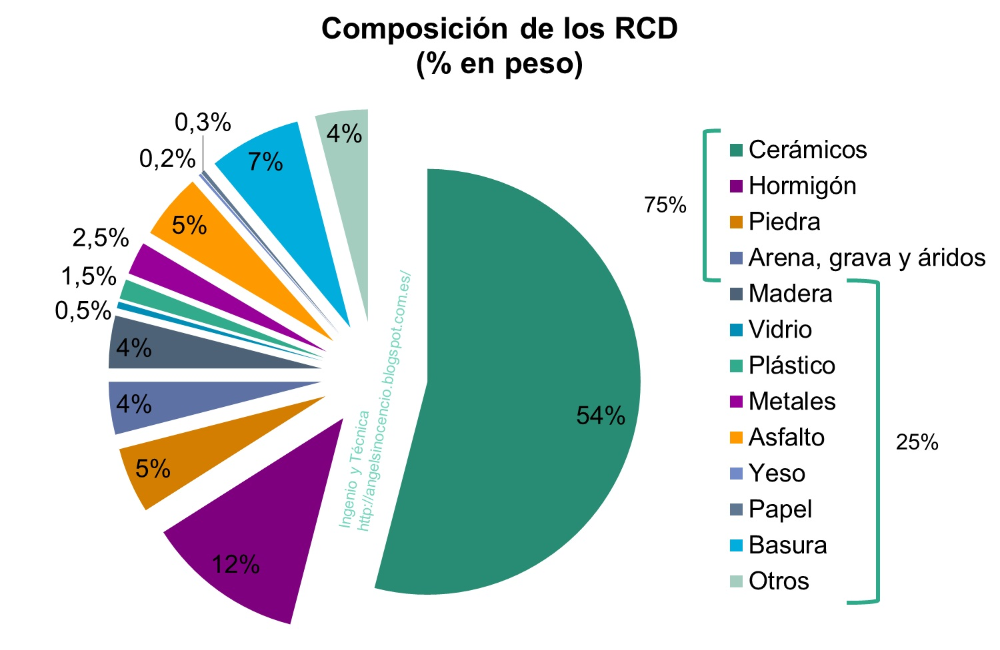 Composición de los RCD
(% en peso)
0,3%
0,2%
7%
4%
5%
2,5%
1,5%
0,5%
4%
4%
5%
12%
54%
Ingenio y Técnica
http://angelsinocencio.blogspot.com.es/
75%
Cerámicos
Hormigón
Piedra
Arena, grava y áridos
Madera
Vidrio
Plástico
Metales
Asfalto
Yeso
Papel
Basura
Otros
25%